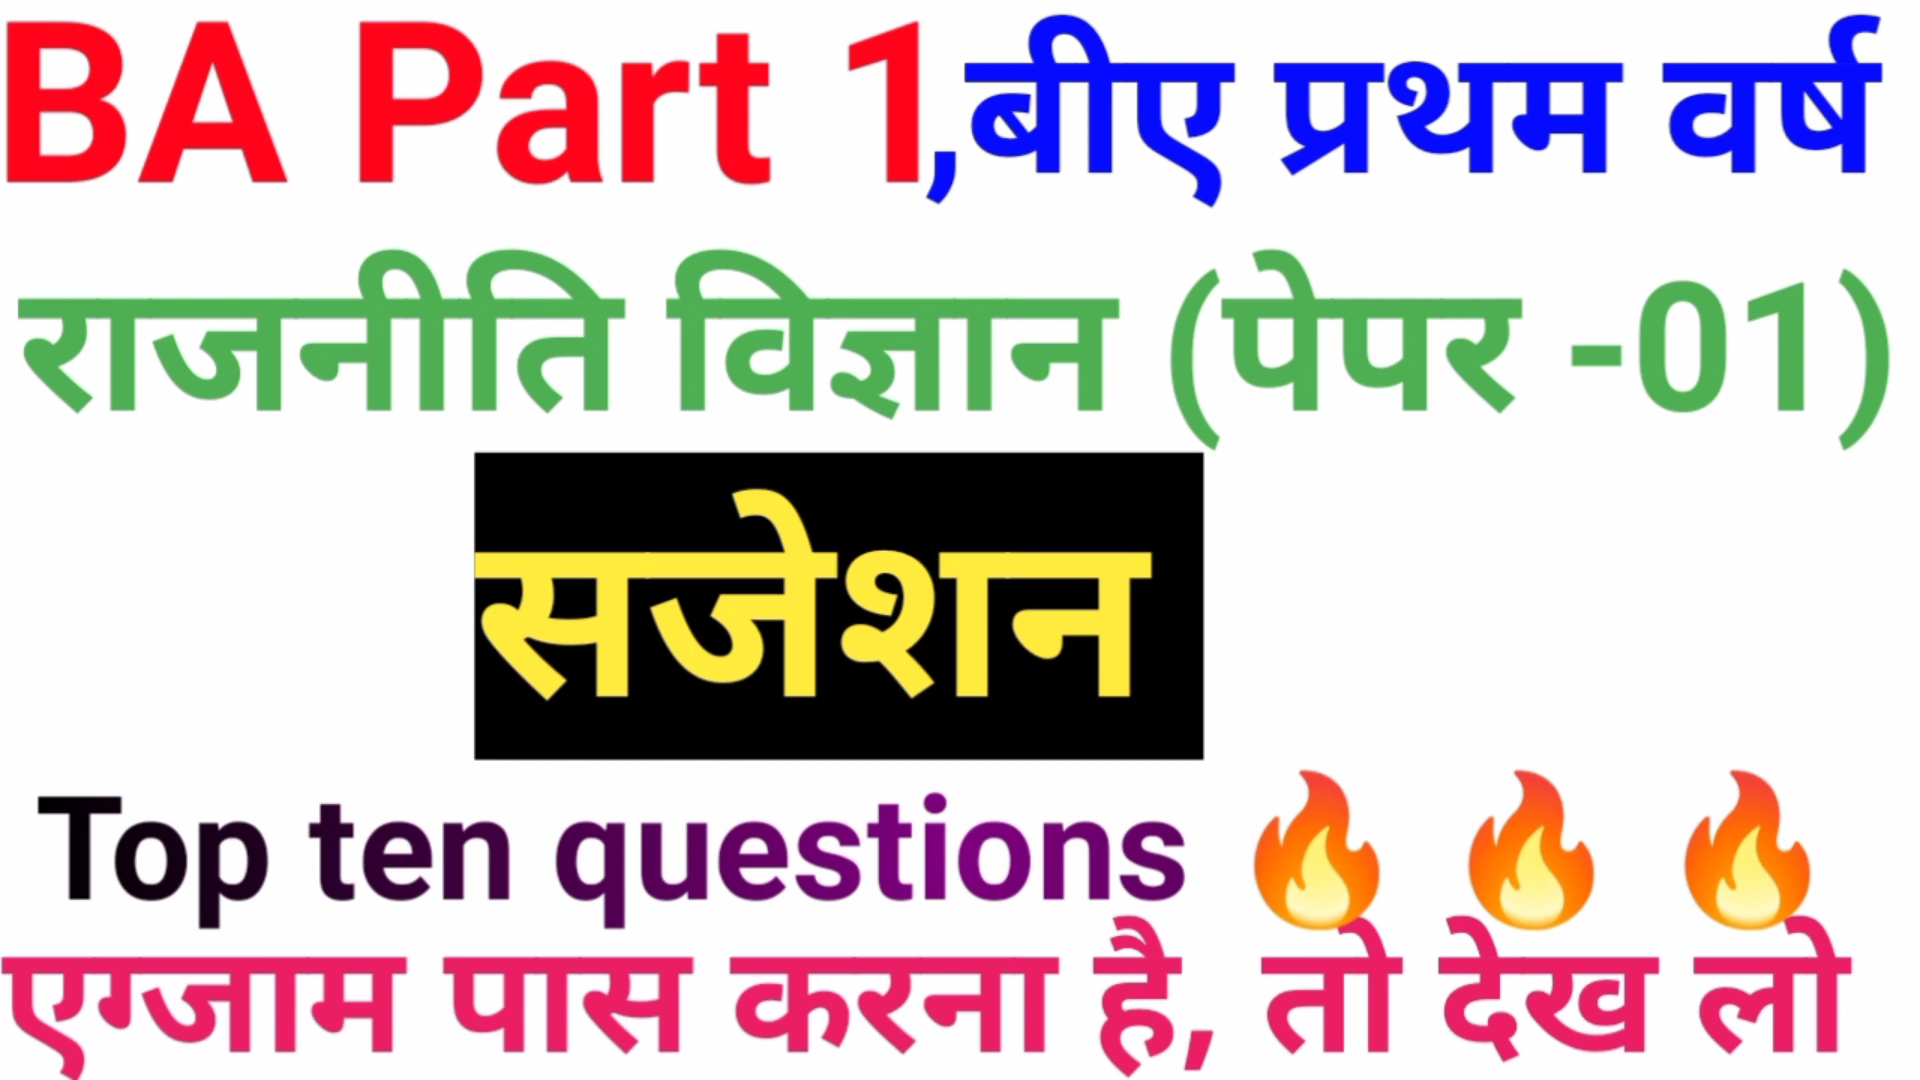 BA Part 1,बीए प्रथम वर्ष
राजनीति विज्ञान (पेपर -01)
सजेशन
Top ten questions 🔥 🔥 🔥
एग्जाम पास करना है, तो देख लो